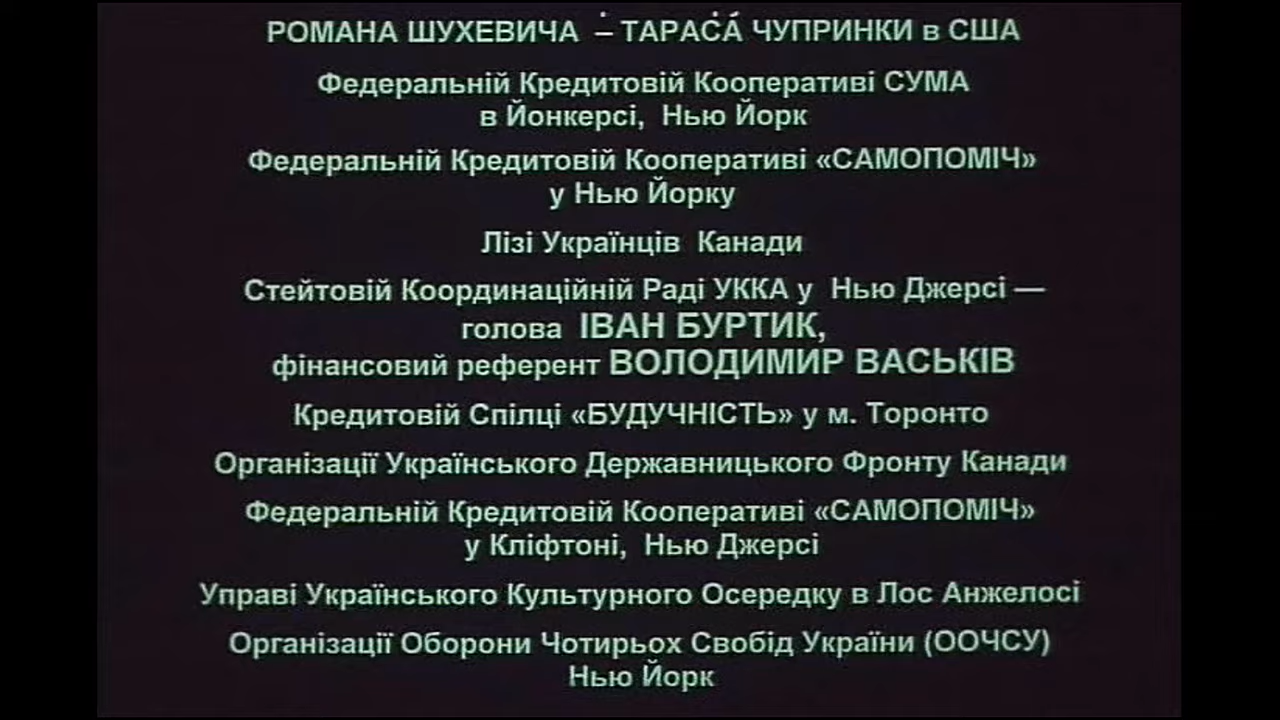 РОМАНА ШУХЕВИЧА – ТАРАСА ЧУПРИНКИ в США
Федеральній Кредитовій Кооперативі СУМА
в Йонкерсі, Нью Йорк
Федеральній Кредитовій Кооперативі «САМОПОМІЧ»
у Нью Йорку
Лізі Українців Канади
Стейтовій Координаційній Раді УККА у Нью Джерсі —
голова ІВАН БУРТИК,
фінансовий референт ВОЛОДИМИР ВАСЬКІВ
Кредитовій Спілці «БУДУЧНІСТЬ» у м. Торонто
Організації Українського Державницького Фронту Канади
Федеральній Кредитовій Кооперативі «САМОПОМІЧ»
у Кліфтоні, Нью Джерсі
Управі Українського Культурного Осередку в Лос Анжелосі
Організації Оборони Чотирьох Свобід України (ООЧСУ)
Нью Йорк